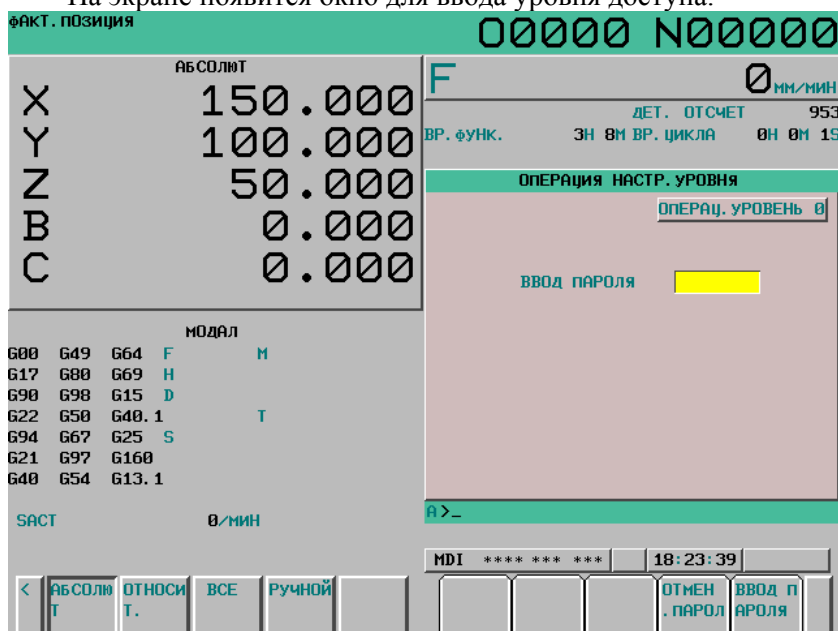 На экране появится окно для ввода уровня доступа.
ФАКТ. ПОЗИЦИЯ
O0000 N00000
АБСОЛЮТ
X 150.000
Y 100.000
Z 50.000
B 0.000
C 0.000
F 0 ММ/МИН
ДЕТ. ОТСЧЕТ 953
ВР. ФУНК. 3H 8M ВР. ЦИКЛА 0H 0M 1S
ОПЕРАЦИЯ НАСТР. УРОВНЯ
ОПЕРАЦ. УРОВЕНЬ 0
ВВОД ПАРОЛЯ
МОДАЛ
G00 G49 G64 F M
G17 G80 G69 H
G90 G98 G15 D
G22 G50 G40.1 T
G94 G67 G25 S
G21 G97 G160
G40 G54 G13.1
SACT 0/МИН
A>_
MDI **** *** *** 18:23:39
< АБСОЛЮ ОТНОСИ ВСЕ РУЧНОЙ ОТМЕН ВВОД П
Т Т. . ПАРОЛ АРОЛЯ